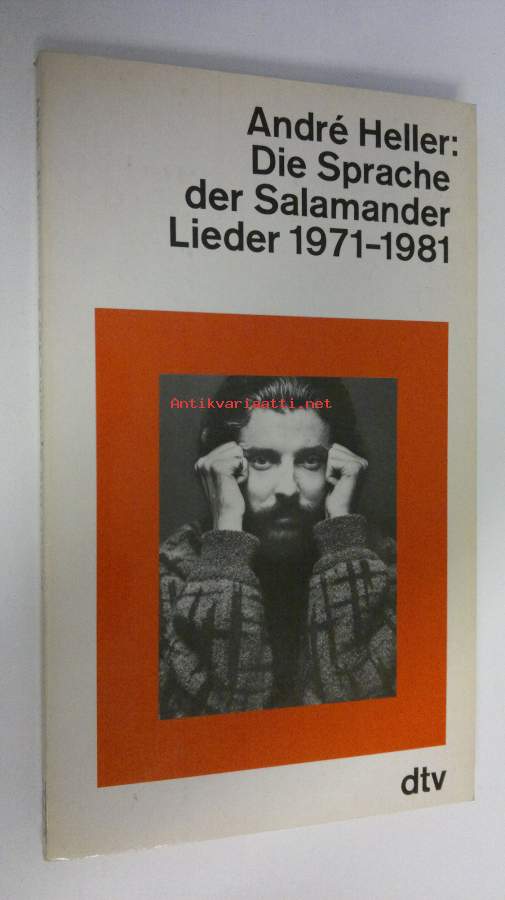 André Heller:
Die Sprache
der Salamander
Lieder 1971–1981
Antikvariaatti.net
dtv